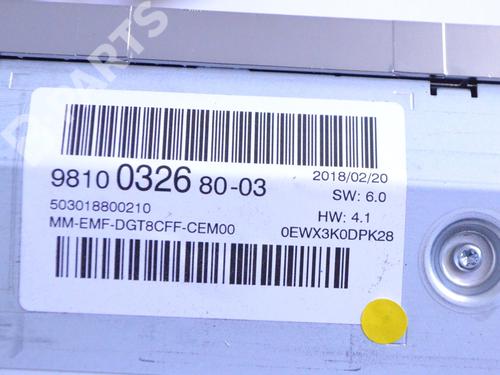 B PARTS
9810 0326 80-03
2018/02/20
503018800210
SW: 6.0
HW: 4.1
MM-EMF-DGT8CFF-CEM00
0EWX3K0DPK28